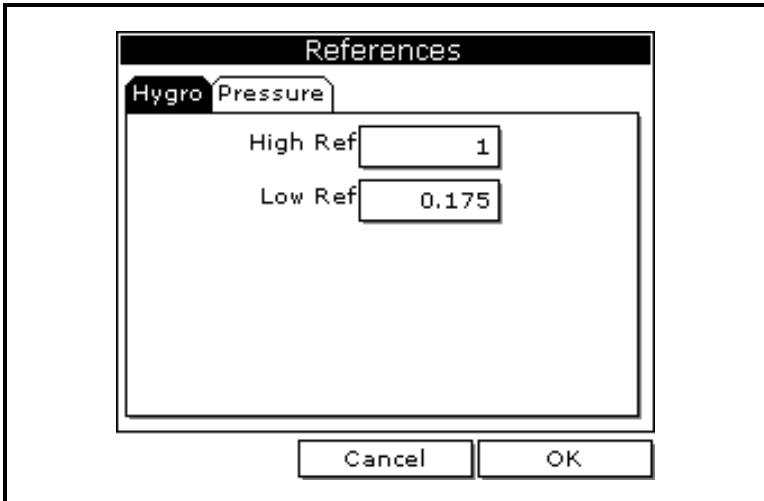 References
Hygro Pressure
High Ref 1
Low Ref 0.175
Cancel OK